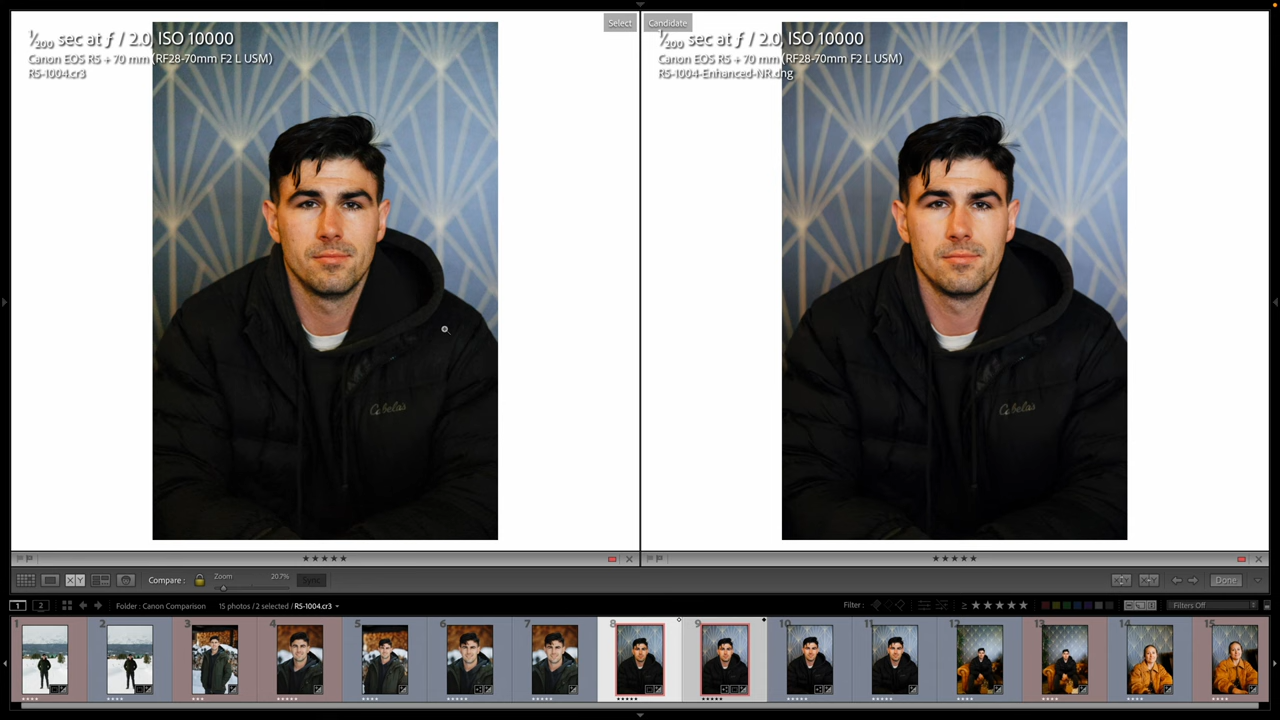 Select
Candidate
1/200 sec at ƒ / 2.0, ISO 10000
Canon EOS R5 + 70 mm (RF28-70mm F2 L USM)
R5-1004.cr3
1/200 sec at ƒ / 2.0, ISO 10000
Canon EOS R5 + 70 mm (RF28-70mm F2 L USM)
R5-1004-Enhanced-NR.dng
Cabelas
Cabelas
XY
Compare :
Zoom
20.7%
Sync
Done
1 2
Folder : Canon Comparison
15 photos / 2 selected / R5-1004.cr3
Filter :
≥ ★★★★★
Filters Off
1 2 3 4 5 6 7 8 9 10 11 12 13 14 15